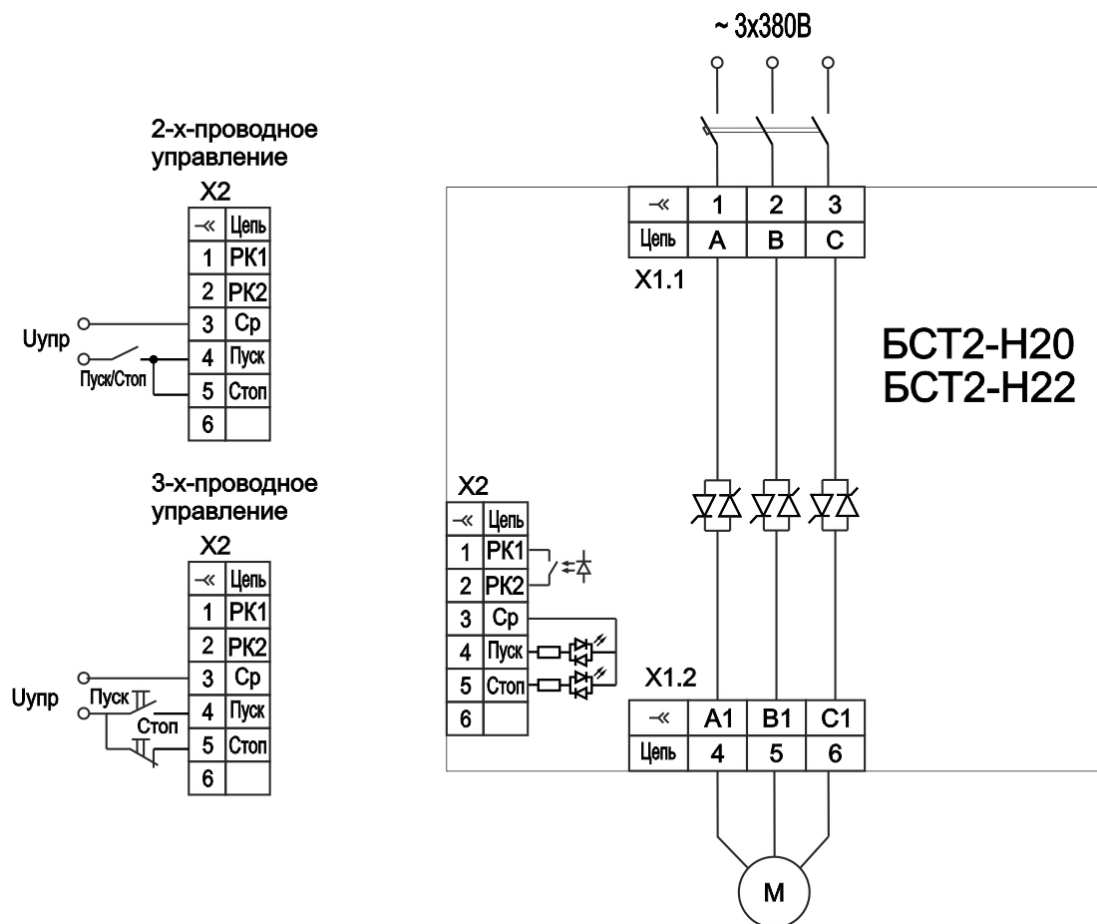 ~ 3x380В
2-х-проводное
управление
X2
Цепь
1 РК1
2 РК2
3 Ср
4 Пуск
5 Стоп
6
Uупр
Пуск/Стоп
3-х-проводное
управление
X2
Цепь
1 РК1
2 РК2
3 Ср
4 Пуск
5 Стоп
6
Uупр
Пуск
Стоп
1 2 3
Цепь A B C
X1.1
БСТ2-Н20
БСТ2-Н22
X2
Цепь
1 РК1
2 РК2
3 Ср
4 Пуск
5 Стоп
6
X1.2
A1 B1 C1
Цепь 4 5 6
М